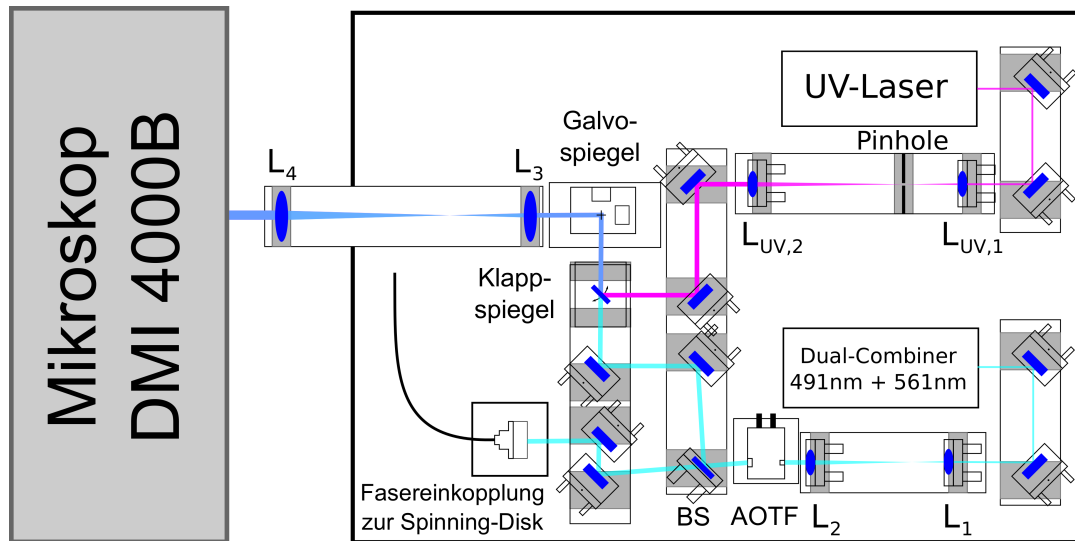 Mikroskop
DMI 4000B
L4
L3
Galvo-
spiegel
UV-Laser
Pinhole
LUV,2
LUV,1
Klapp-
spiegel
Dual-Combiner
491nm + 561nm
Fasereinkopplung
zur Spinning-Disk
BS
AOTF
L2
L1